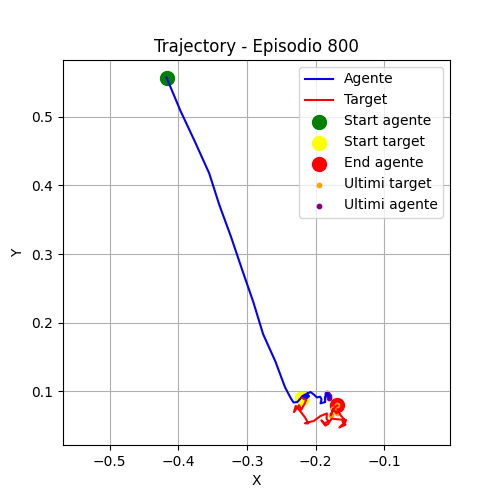 Trajectory - Episodio 800
Agente
Target
Start agente
Start target
End agente
Ultimi target
Ultimi agente
Y
0.5
0.4
0.3
0.2
0.1
−0.5
−0.4
−0.3
−0.2
−0.1
X